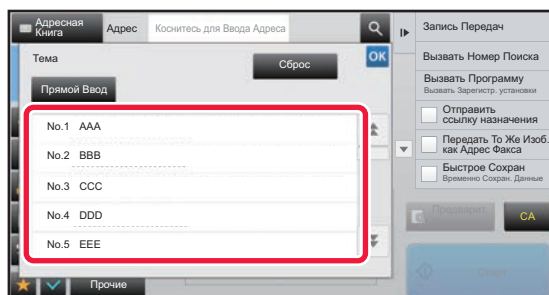 Адресная Книга
Адрес
Коснитесь для Ввода Адреса
Тема
Сброс
OK
Прямой Ввод
No.1 AAA
No.2 BBB
No.3 CCC
No.4 DDD
No.5 EEE
Прочие
Запись Передач
Вызвать Номер Поиска
Вызвать Программу
Вызвать Зарегистр. установки
Отправить
ссылку назначения
Передать То Же Изоб.
как Адрес Факса
Быстрое Сохран
Временно Сохран. Данные
CA